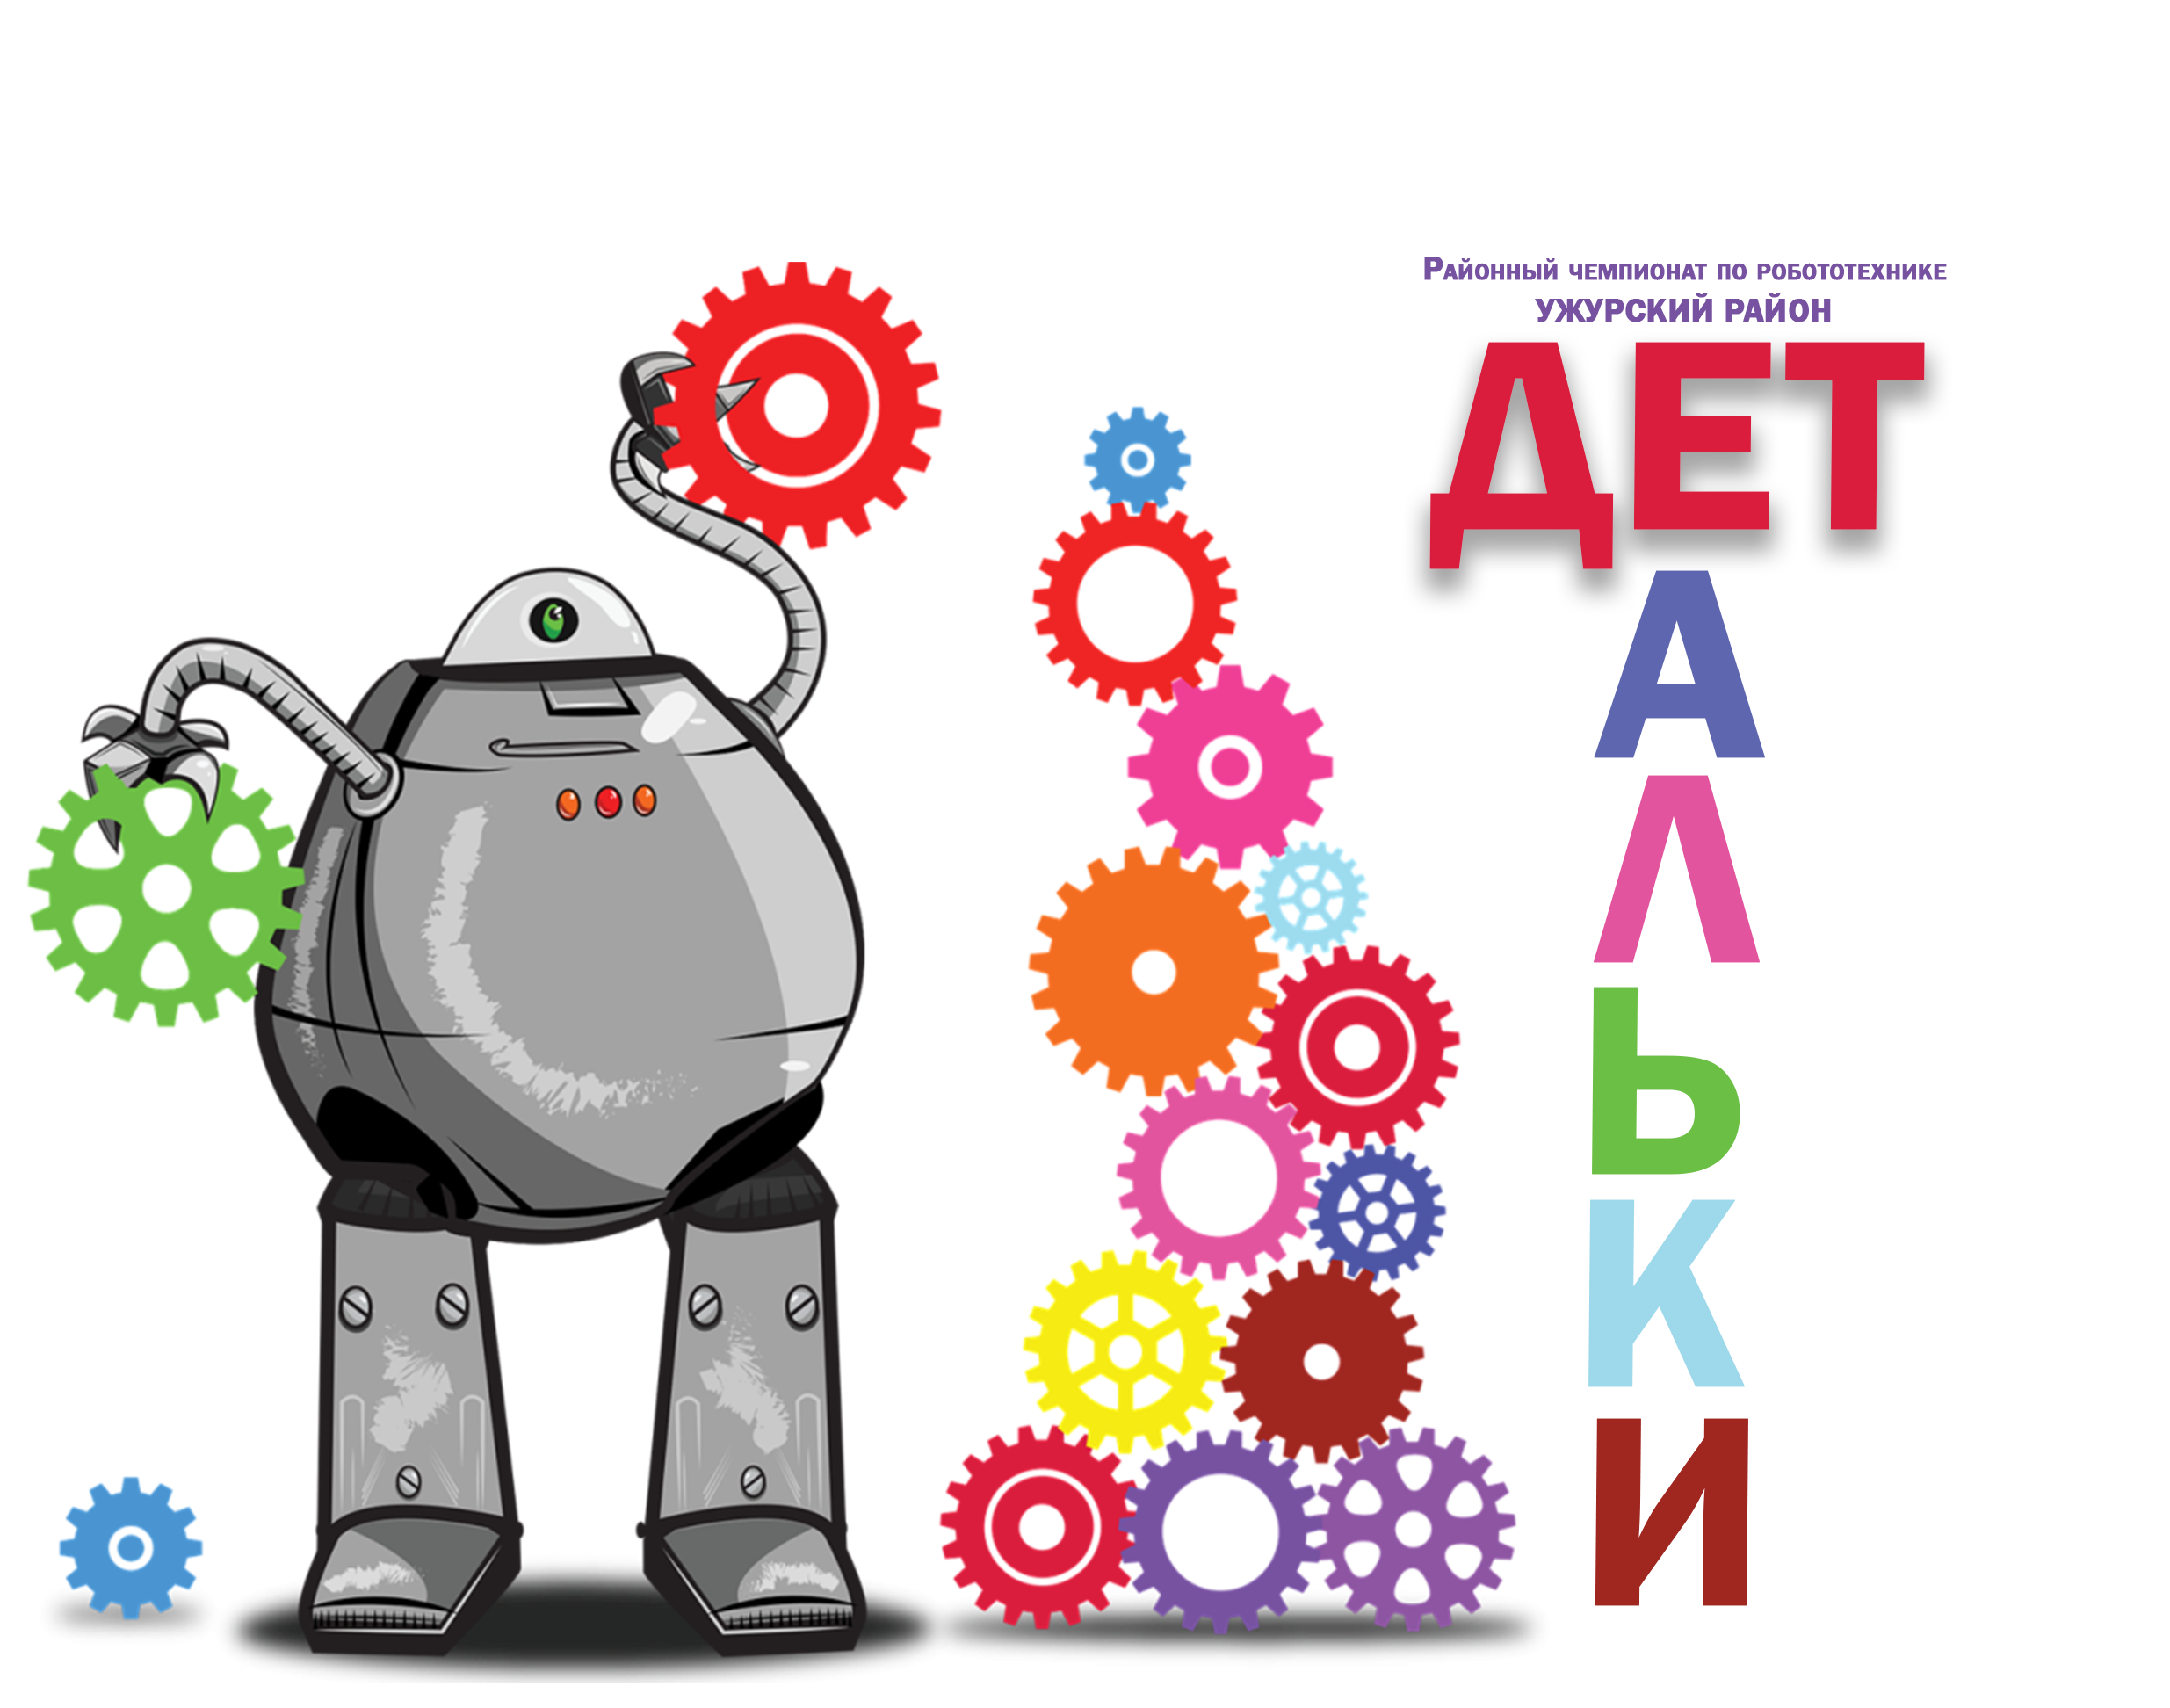 Районный чемпионат по робототехнике
УЖУРСКИЙ РАЙОН
ДЕТ
А
Л
Ь
К
И